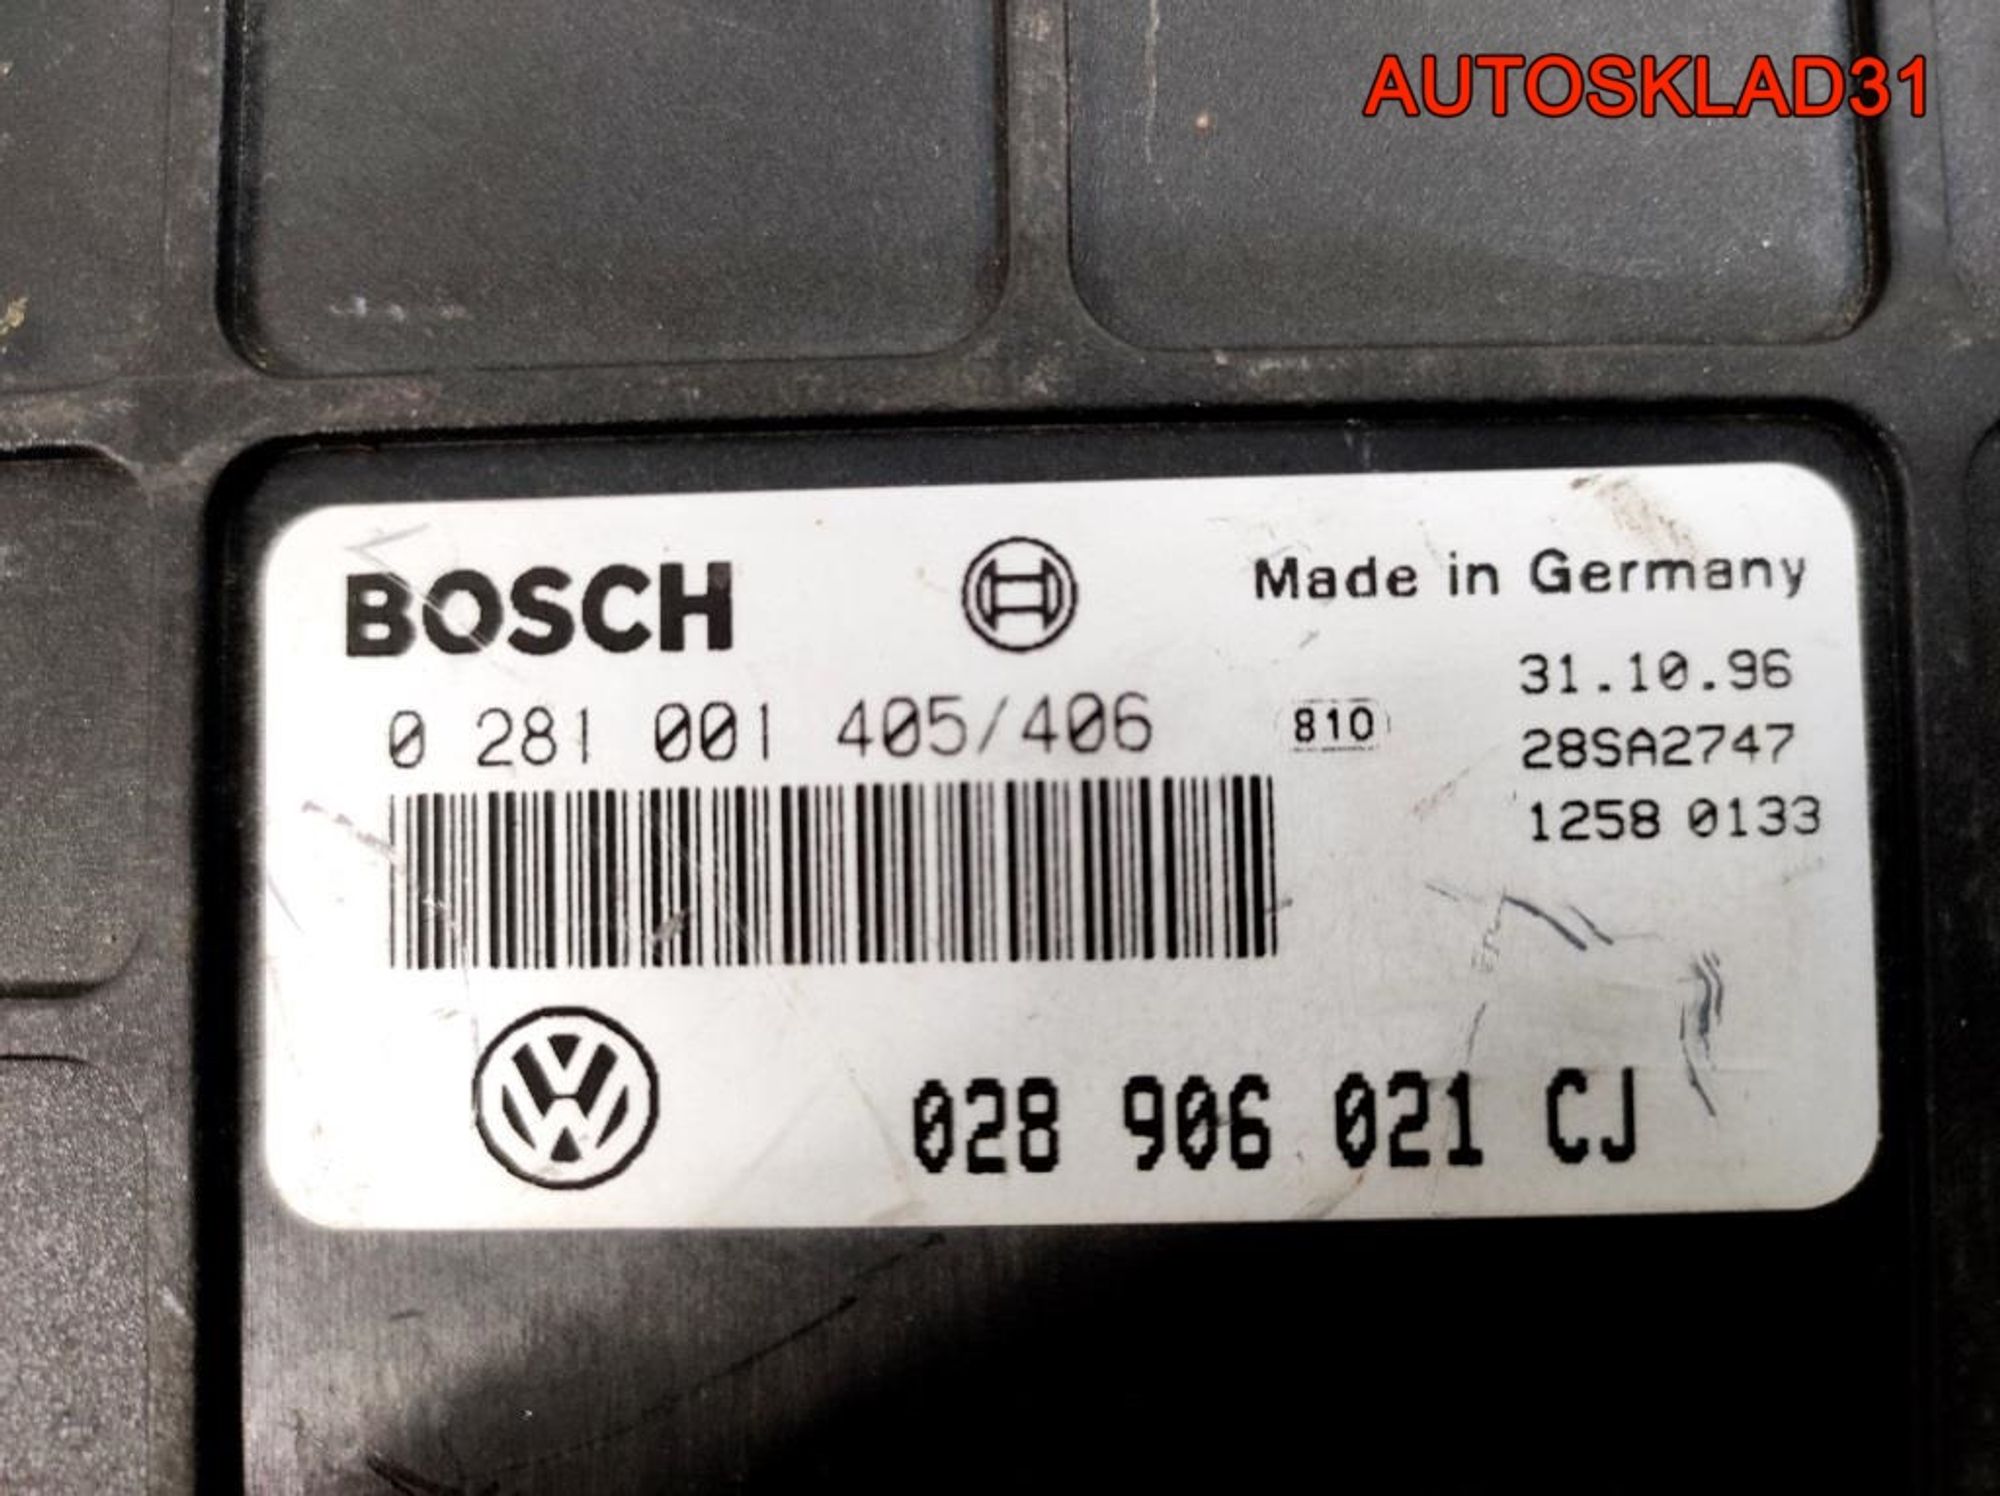 AUTOSKLAD31
BOSCH Made in Germany
31.10.96
0 281 001 405/406 810 28SA2747
1258 0133
028 906 021 CJ